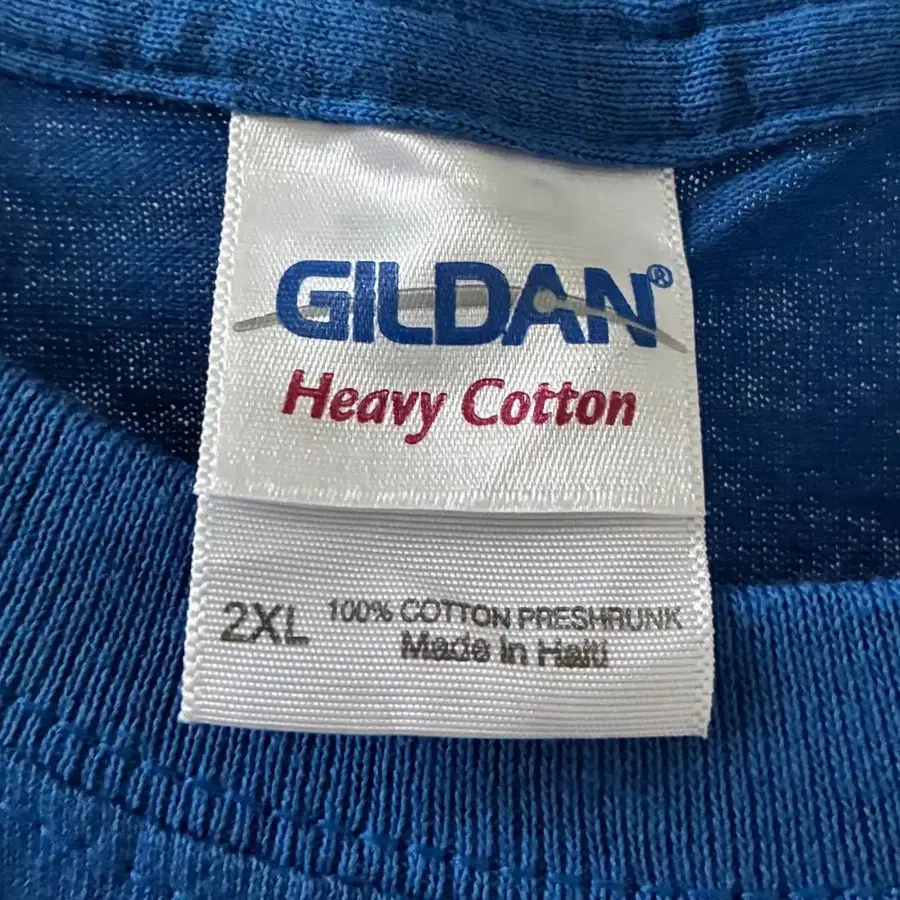 GILDAN®
Heavy Cotton
2XL 100% COTTON PRESHRUNK
Made in Haiti